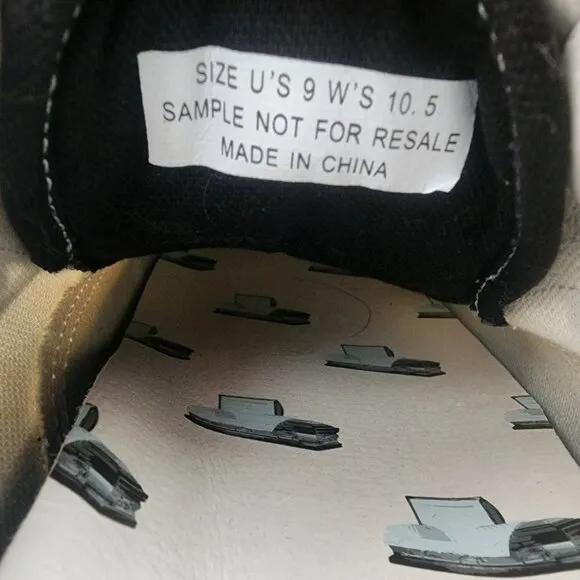 SIZE U'S 9 W'S 10.5
SAMPLE NOT FOR RESALE
MADE IN CHINA